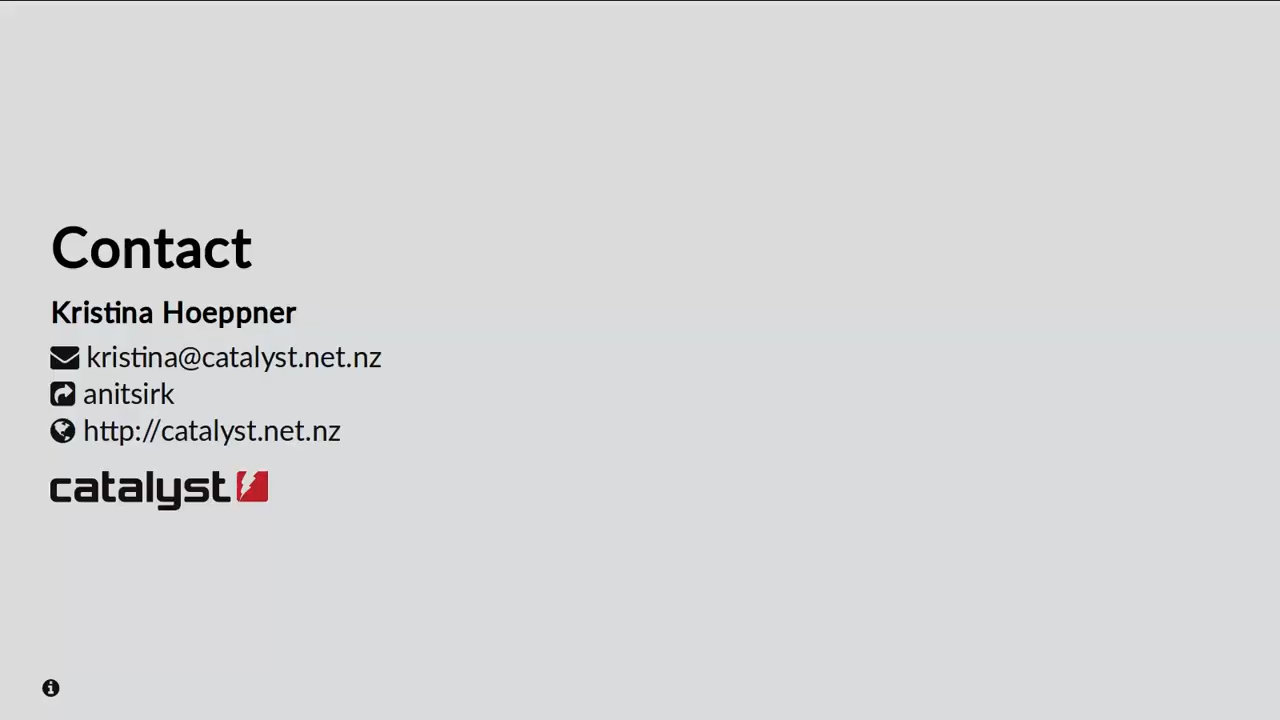 Contact
Kristina Hoeppner
kristina@catalyst.net.nz
anitsirk
http://catalyst.net.nz
catalyst